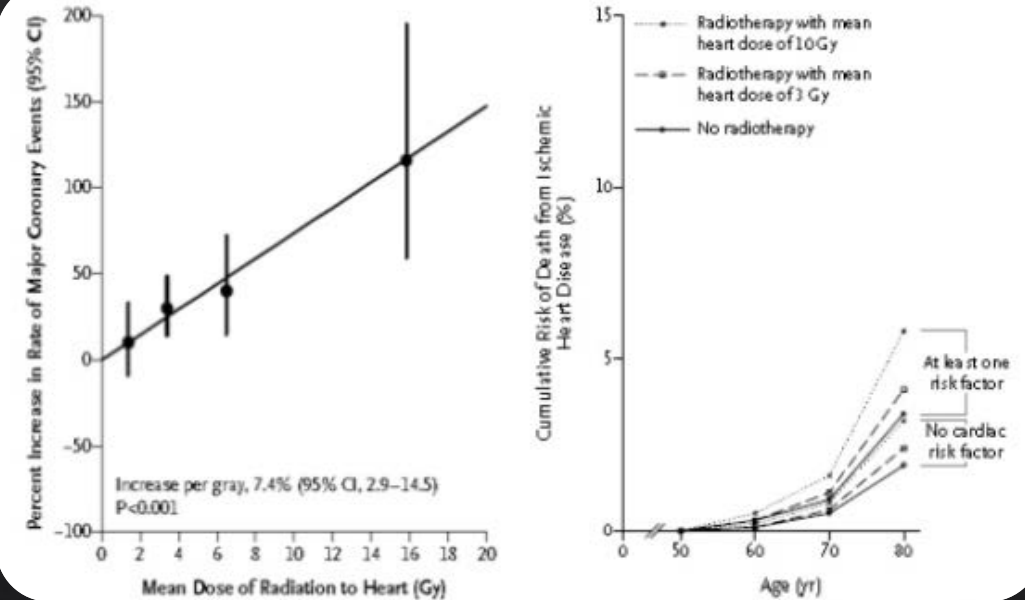 Percent Increase in Rate of Major Coronary Events (95% CI)
200
150
100
50
0
-50
-100
Increase per gray, 7.4% (95% CI, 2.9–14.5)
P<0.001
0 2 4 6 8 10 12 14 16 18 20
Mean Dose of Radiation to Heart (Gy)
Cumulative Risk of Death from Ischemic
Heart Disease (%)
15
10
5
0
Radiotherapy with mean
heart dose of 10 Gy
Radiotherapy with mean
heart dose of 3 Gy
No radiotherapy
At least one
risk factor
No cardiac
risk factor
0 50 60 70 80
Age (yr)